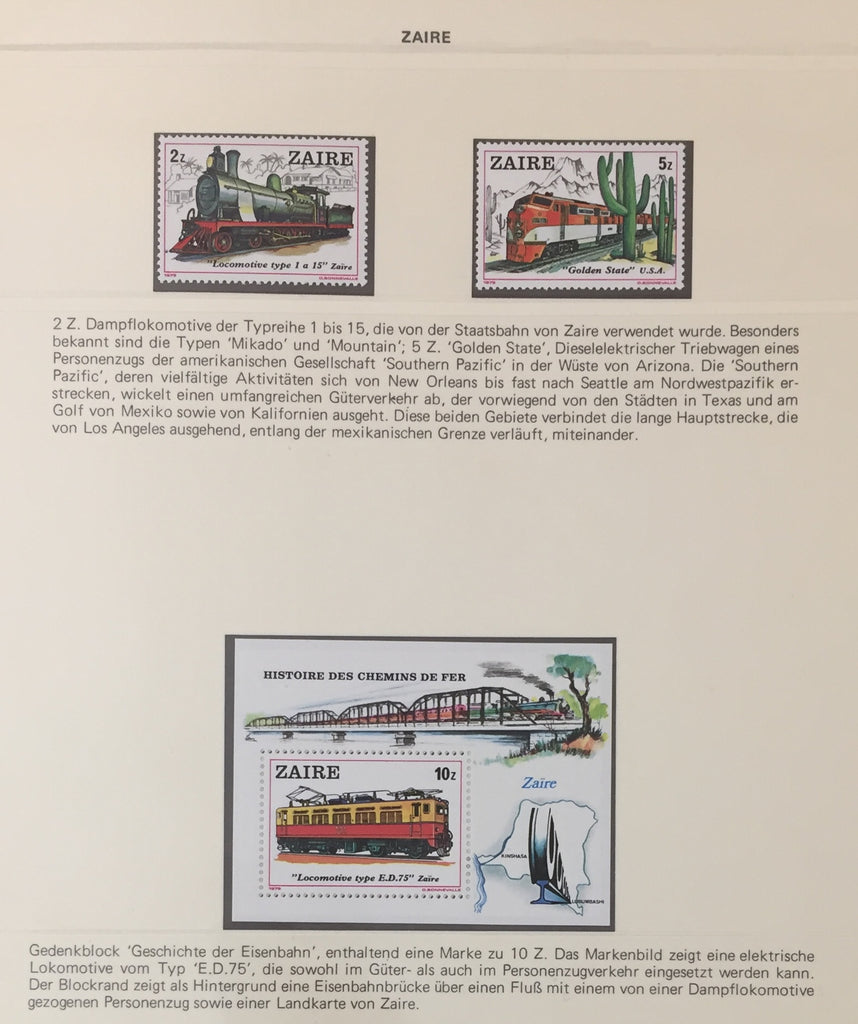 ZAIRE
2z ZAIRE
"Locomotive type 1 a 15" Zaïre
1979 O.BONNEVALLE
ZAIRE 5z
"Golden State" U.S.A.
1979 O.BONNEVALLE
2 Z. Dampflokomotive der Typreihe 1 bis 15, die von der Staatsbahn von Zaire verwendet wurde. Besonders
bekannt sind die Typen 'Mikado' und 'Mountain'; 5 Z. 'Golden State', Dieselelektrischer Triebwagen eines
Personenzugs der amerikanischen Gesellschaft 'Southern Pacific' in der Wüste von Arizona. Die 'Southern
Pacific', deren vielfältige Aktivitäten sich von New Orleans bis fast nach Seattle am Nordwestpazifik er-
strecken, wickelt einen umfangreichen Güterverkehr ab, der vorwiegend von den Städten in Texas und am
Golf von Mexiko sowie von Kalifornien ausgeht. Diese beiden Gebiete verbindet die lange Hauptstrecke, die
von Los Angeles ausgehend, entlang der mexikanischen Grenze verläuft, miteinander.
HISTOIRE DES CHEMINS DE FER
ZAIRE 10z
"Locomotive type E.D.75" Zaïre
1979 O.BONNEVALLE
Zaïre
KINSHASA
LUBUMBASHI
Gedenkblock 'Geschichte der Eisenbahn', enthaltend eine Marke zu 10 Z. Das Markenbild zeigt eine elektrische
Lokomotive vom Typ 'E.D.75', die sowohl im Güter- als auch im Personenzugverkehr eingesetzt werden kann.
Der Blockrand zeigt als Hintergrund eine Eisenbahnbrücke über einen Fluß mit einem von einer Dampflokomotive
gezogenen Personenzug sowie einer Landkarte von Zaire.